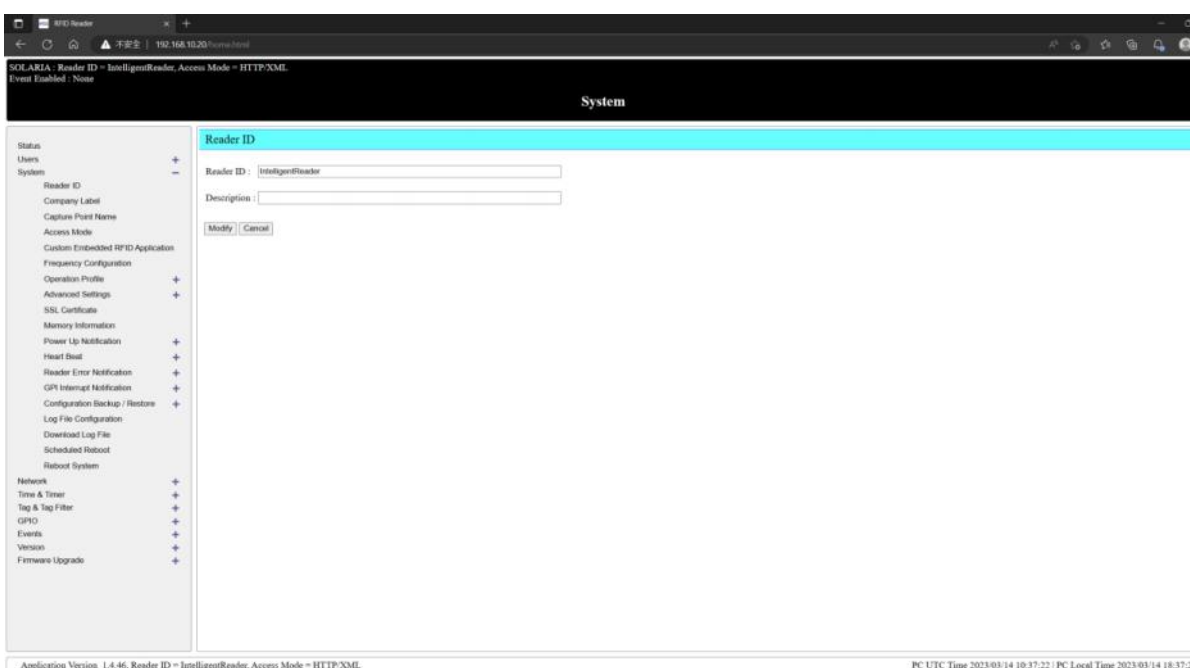 RFID Reader
不安全 | 192.168.10.20/home.html
SOLARIA : Reader ID = IntelligentReader, Access Mode = HTTP/XML.
Event Enabled : None
System
Status
Users +
System −
Reader ID
Company Label
Capture Point Name
Access Mode
Custom Embedded RFID Application
Frequency Configuration
Operation Profile +
Advanced Settings +
SSL Certificate
Memory Information
Power Up Notification +
Heart Beat +
Reader Error Notification +
GPI Interrupt Notification +
Configuration Backup / Restore +
Log File Configuration
Download Log File
Scheduled Reboot
Reboot System
Network +
Time & Timer +
Tag & Tag Filter +
GPIO +
Events +
Version +
Firmware Upgrade +
Reader ID
Reader ID : IntelligentReader
Description :
Modify Cancel
Application Version 1.4.46, Reader ID = IntelligentReader, Access Mode = HTTP/XML
PC UTC Time 2023/03/14 10:37:22 | PC Local Time 2023/03/14 18:37: